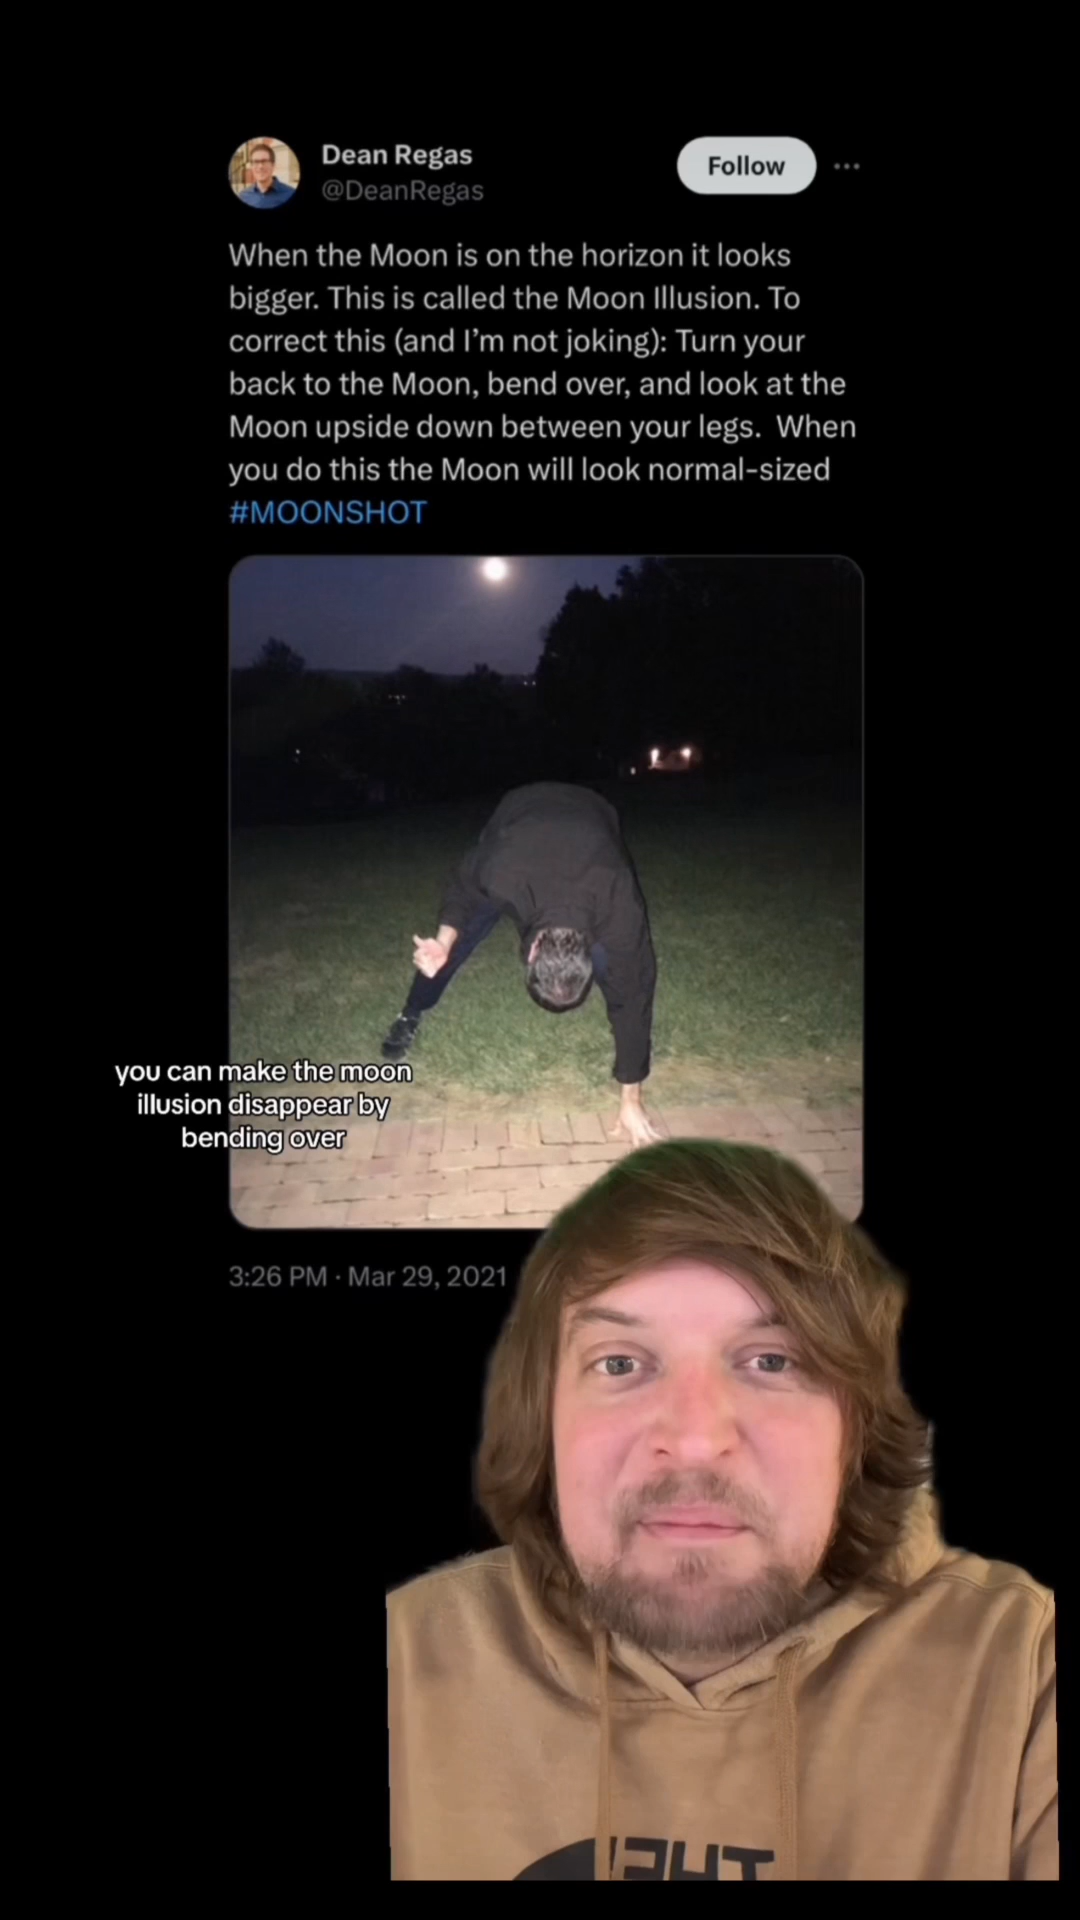 Dean Regas
@DeanRegas
Follow
When the Moon is on the horizon it looks
bigger. This is called the Moon Illusion. To
correct this (and I’m not joking): Turn your
back to the Moon, bend over, and look at the
Moon upside down between your legs.  When
you do this the Moon will look normal-sized
#MOONSHOT
you can make the moon
illusion disappear by
bending over
3:26 PM · Mar 29, 2021